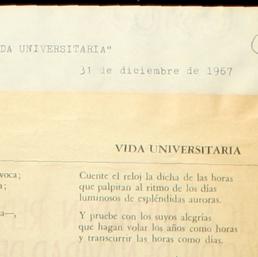 DA UNIVERSITARIA"
31 de diciembre de 1967
VIDA UNIVERSITARIA
voca;
a;
a—,
Cuente el reloj la dicha de las horas
que palpitan al ritmo de los días
luminosos de espléndidas auroras.
Y pruebe con los suyos alegrías
que hagan volar los años como horas
y transcurrir las horas como días.